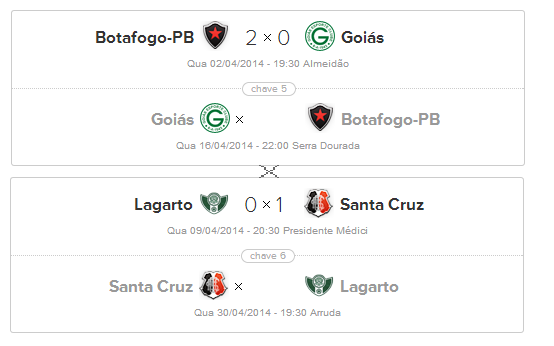 Botafogo-PB 2 × 0 Goiás
Qua 02/04/2014 - 19:30 Almeidão
chave 5
Goiás × Botafogo-PB
Qua 16/04/2014 - 22:00 Serra Dourada
Lagarto 0 × 1 Santa Cruz
Qua 09/04/2014 - 20:30 Presidente Médici
chave 6
Santa Cruz × Lagarto
Qua 30/04/2014 - 19:30 Arruda